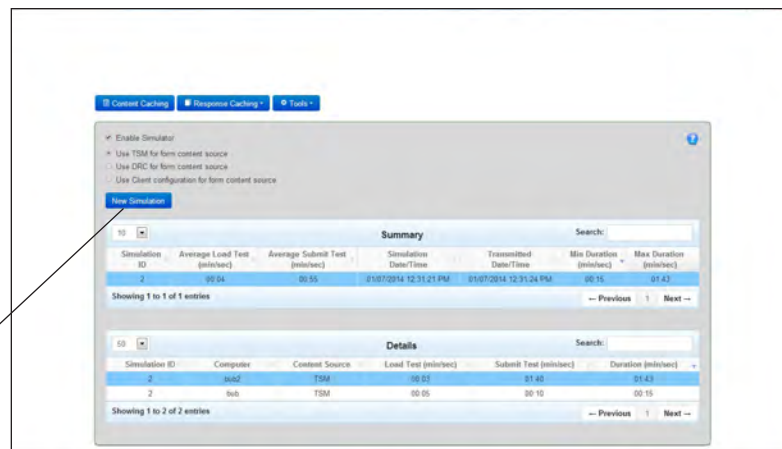 Content Caching Response Caching Tools
Enable Simulator
Use TSM for form content source
Use DRC for form content source
Use Client configuration for form content source
New Simulation
10 Summary Search:
Simulation ID Average Load Test (min/sec) Average Submit Test (min/sec) Simulation Date/Time Transmitted Date/Time Min Duration (min/sec) Max Duration (min/sec)
2 00:04 00:55 01/07/2014 12:31:21 PM 01/07/2014 12:31:24 PM 00:15 01:43
Showing 1 to 1 of 1 entries ← Previous 1 Next →
50 Details Search:
Simulation ID Computer Content Source Load Test (min/sec) Submit Test (min/sec) Duration (min/sec)
2 bob2 TSM 00:03 01:40 01:43
2 bob TSM 00:05 00:10 00:15
Showing 1 to 2 of 2 entries ← Previous 1 Next →